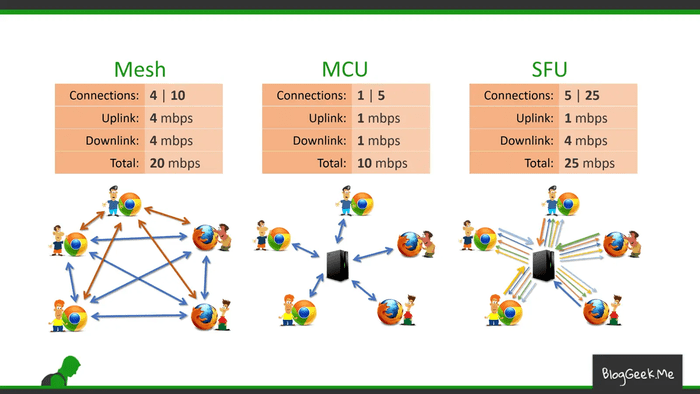 Mesh
Connections: 4 | 10
Uplink: 4 mbps
Downlink: 4 mbps
Total: 20 mbps
MCU
Connections: 1 | 5
Uplink: 1 mbps
Downlink: 1 mbps
Total: 10 mbps
SFU
Connections: 5 | 25
Uplink: 1 mbps
Downlink: 4 mbps
Total: 25 mbps
BlogGeek.Me